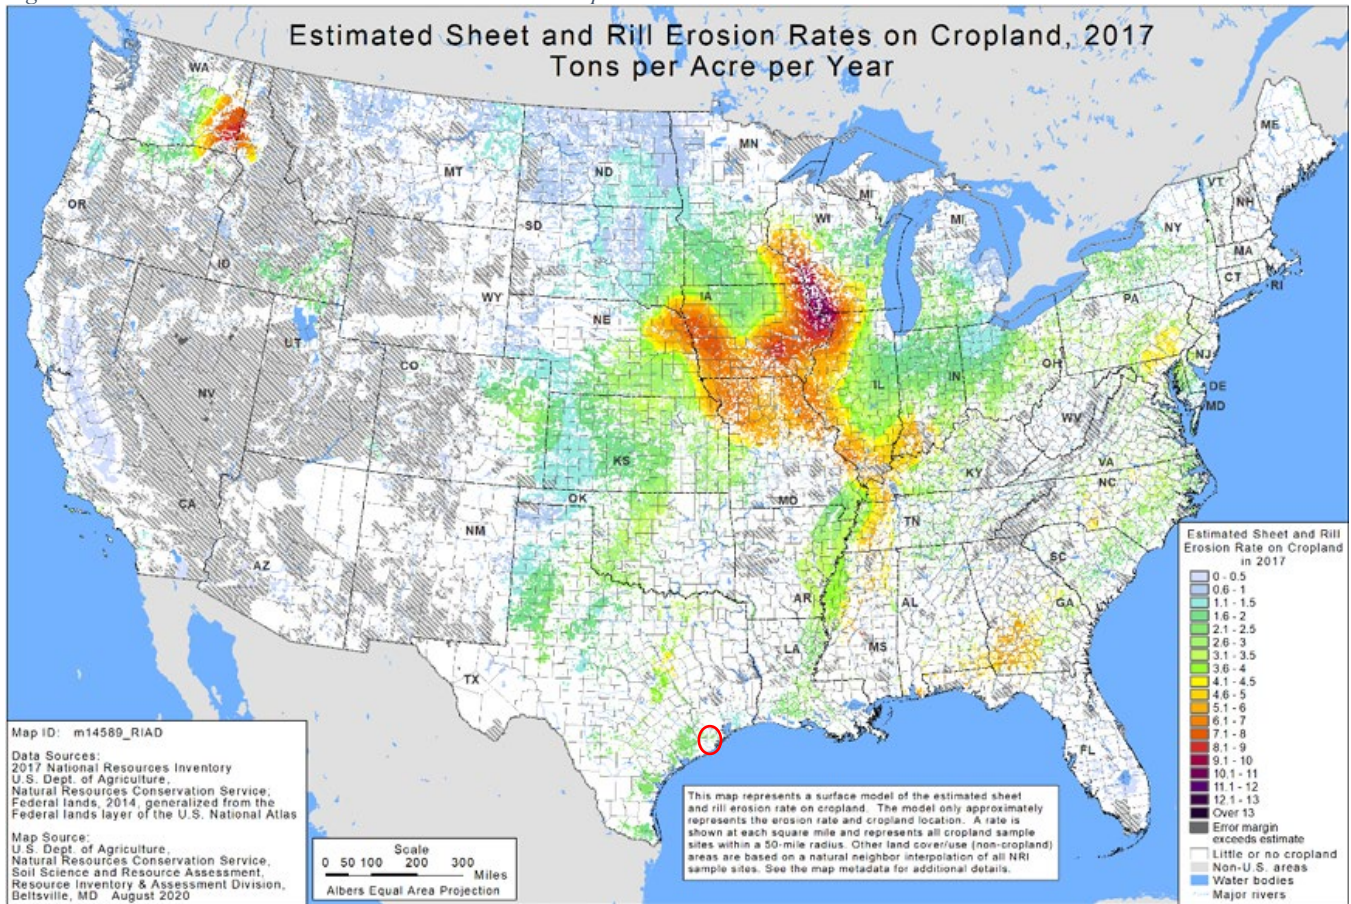 Estimated Sheet and Rill Erosion Rates on Cropland, 2017
Tons per Acre per Year
WA
MT
ND
MN
ME
OR
ID
SD
WI
MI
MI
VT
NH
NY
MA
CT
RI
WY
IA
PA
NE
NJ
NV
UT
CO
IL
IN
OH
DE
MD
WV
KS
MO
KY
VA
CA
OK
NC
AZ
NM
TN
SC
AR
AL
GA
LA
MS
TX
FL
Estimated Sheet and Rill
Erosion Rate on Cropland
in 2017
0 - 0.5
0.6 - 1
1.1 - 1.5
1.6 - 2
2.1 - 2.5
2.6 - 3
3.1 - 3.5
3.6 - 4
4.1 - 4.5
4.6 - 5
5.1 - 6
6.1 - 7
7.1 - 8
8.1 - 9
9.1 - 10
10.1 - 11
11.1 - 12
12.1 - 13
Over 13
Error margin
exceeds estimate
Little or no cropland
Non-U.S. areas
Water bodies
Major rivers
Map ID: m14589_RIAD
Data Sources:
2017 National Resources Inventory
U.S. Dept. of Agriculture,
Natural Resources Conservation Service;
Federal lands, 2014, generalized from the
Federal lands layer of the U.S. National Atlas
Map Source:
U.S. Dept. of Agriculture,
Natural Resources Conservation Service,
Soil Science and Resource Assessment,
Resource Inventory & Assessment Division,
Beltsville, MD August 2020
Scale
0 50 100 200 300
Miles
Albers Equal Area Projection
This map represents a surface model of the estimated sheet
and rill erosion rate on cropland. The model only approximately
represents the erosion rate and cropland location. A rate is
shown at each square mile and represents all cropland sample
sites within a 50-mile radius. Other land cover/use (non-cropland)
areas are based on a natural neighbor interpolation of all NRI
sample sites. See the map metadata for additional details.